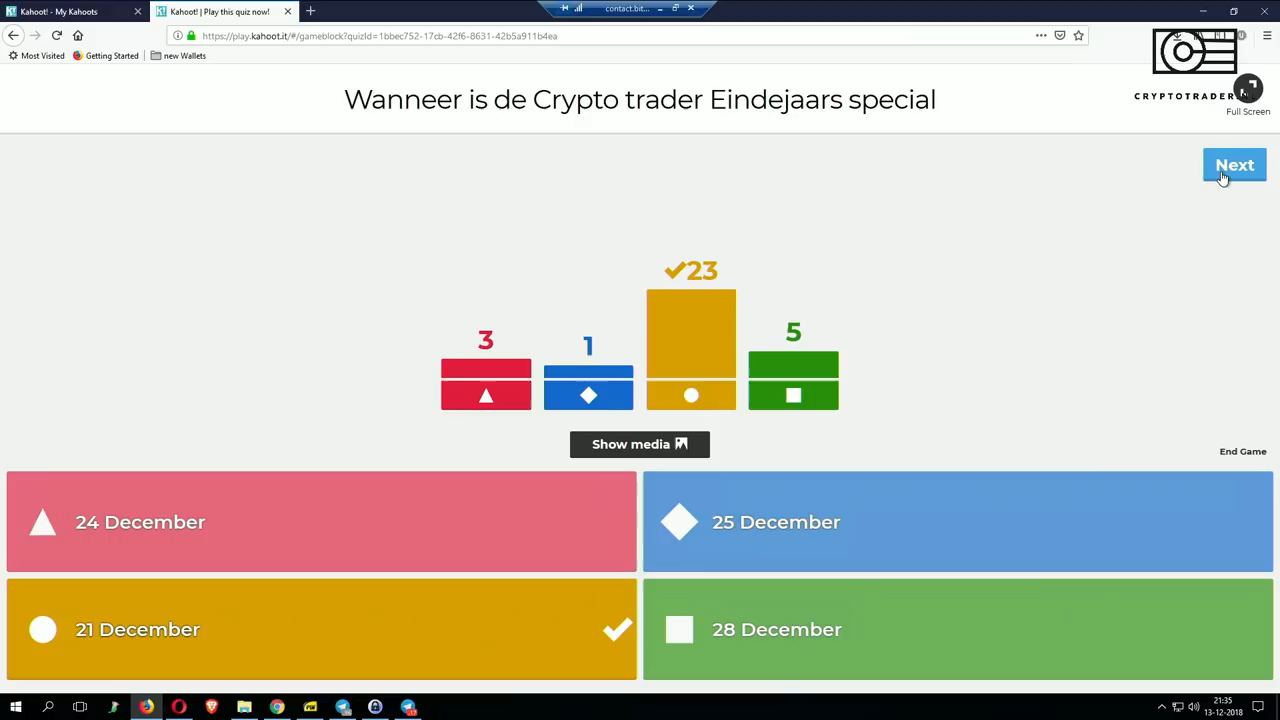 Kahoot! - My Kahoots
Kahoot! | Play this quiz now!
contact.bit...
https://play.kahoot.it/#/gameblock?quizId=1bbec752-17cb-42f6-8631-42b5a911b4ea
Most Visited
Getting Started
new Wallets
Wanneer is de Crypto trader Eindejaars special
CRYPTOTRADER
Full Screen
Next
3
1
23
5
Show media
End Game
24 December
25 December
21 December
28 December
21:35
13-12-2018